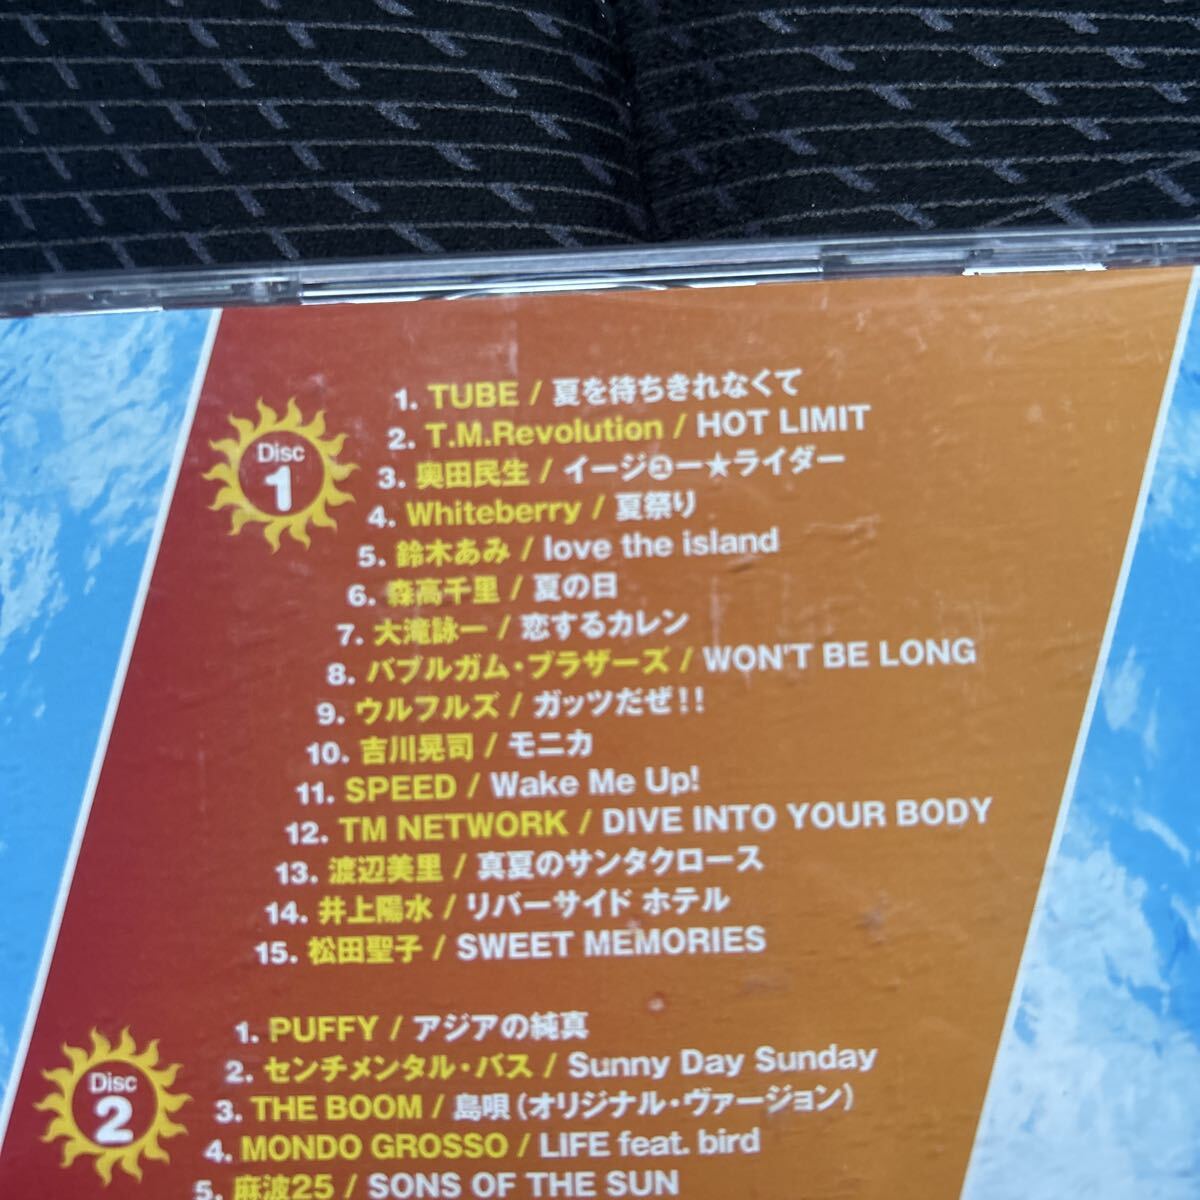 Disc 1
1. TUBE / 夏を待ちきれなくて
2. T.M.Revolution / HOT LIMIT
3. 奥田民生 / イージ㋴ー★ライダー
4. Whiteberry / 夏祭り
5. 鈴木あみ / love the island
6. 森高千里 / 夏の日
7. 大滝詠一 / 恋するカレン
8. バブルガム・ブラザーズ / WON'T BE LONG
9. ウルフルズ / ガッツだぜ!!
10. 吉川晃司 / モニカ
11. SPEED / Wake Me Up!
12. TM NETWORK / DIVE INTO YOUR BODY
13. 渡辺美里 / 真夏のサンタクロース
14. 井上陽水 / リバーサイド ホテル
15. 松田聖子 / SWEET MEMORIES
Disc 2
1. PUFFY / アジアの純真
2. センチメンタル・バス / Sunny Day Sunday
3. THE BOOM / 島唄(オリジナル・ヴァージョン)
4. MONDO GROSSO / LIFE feat. bird
5. 麻波25 / SONS OF THE SUN